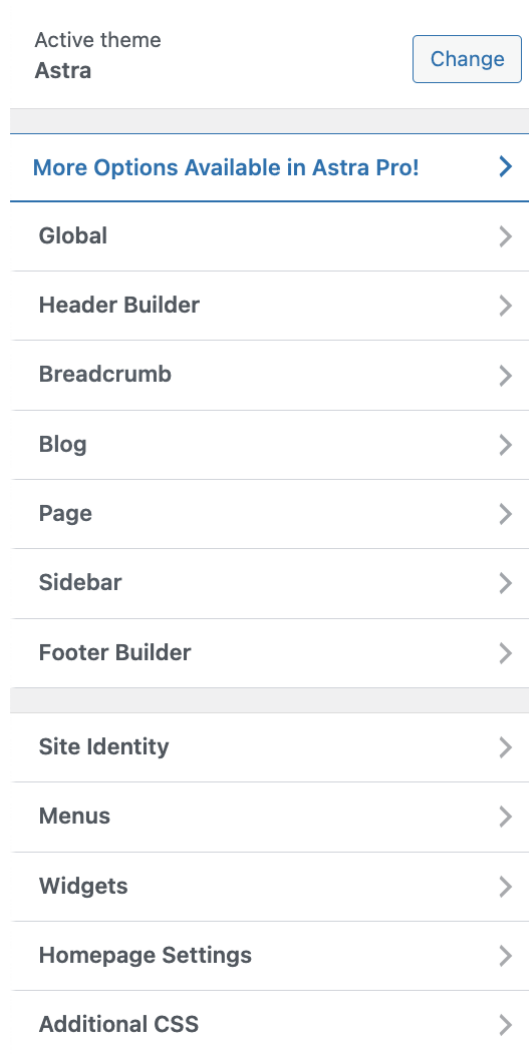 Active theme
Astra
Change
More Options Available in Astra Pro!
Global
Header Builder
Breadcrumb
Blog
Page
Sidebar
Footer Builder
Site Identity
Menus
Widgets
Homepage Settings
Additional CSS